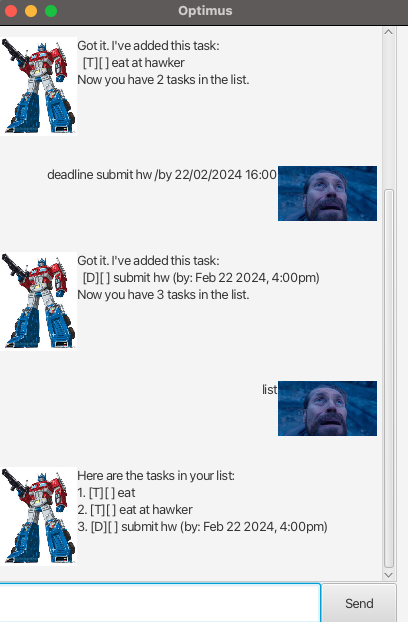 Optimus
Got it. I've added this task:
[T][ ] eat at hawker
Now you have 2 tasks in the list.
deadline submit hw /by 22/02/2024 16:00
Got it. I've added this task:
[D][ ] submit hw (by: Feb 22 2024, 4:00pm)
Now you have 3 tasks in the list.
list
Here are the tasks in your list:
1. [T][ ] eat
2. [T][ ] eat at hawker
3. [D][ ] submit hw (by: Feb 22 2024, 4:00pm)
Send